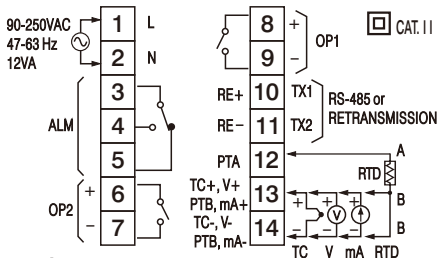 90-250VAC 1 L
47-63 Hz
12VA 2 N
3
ALM 4
5
OP2 + 6
− 7
8 + OP1
9 −
CAT. II
RE+ 10 TX1 RS-485 or
RE− 11 TX2 RETRANSMISSION
PTA 12 A
RTD
TC+, V+ 13 + + + B
PTB, mA+
V
TC-, V- 14 − − − B
PTB, mA-
TC V mA RTD